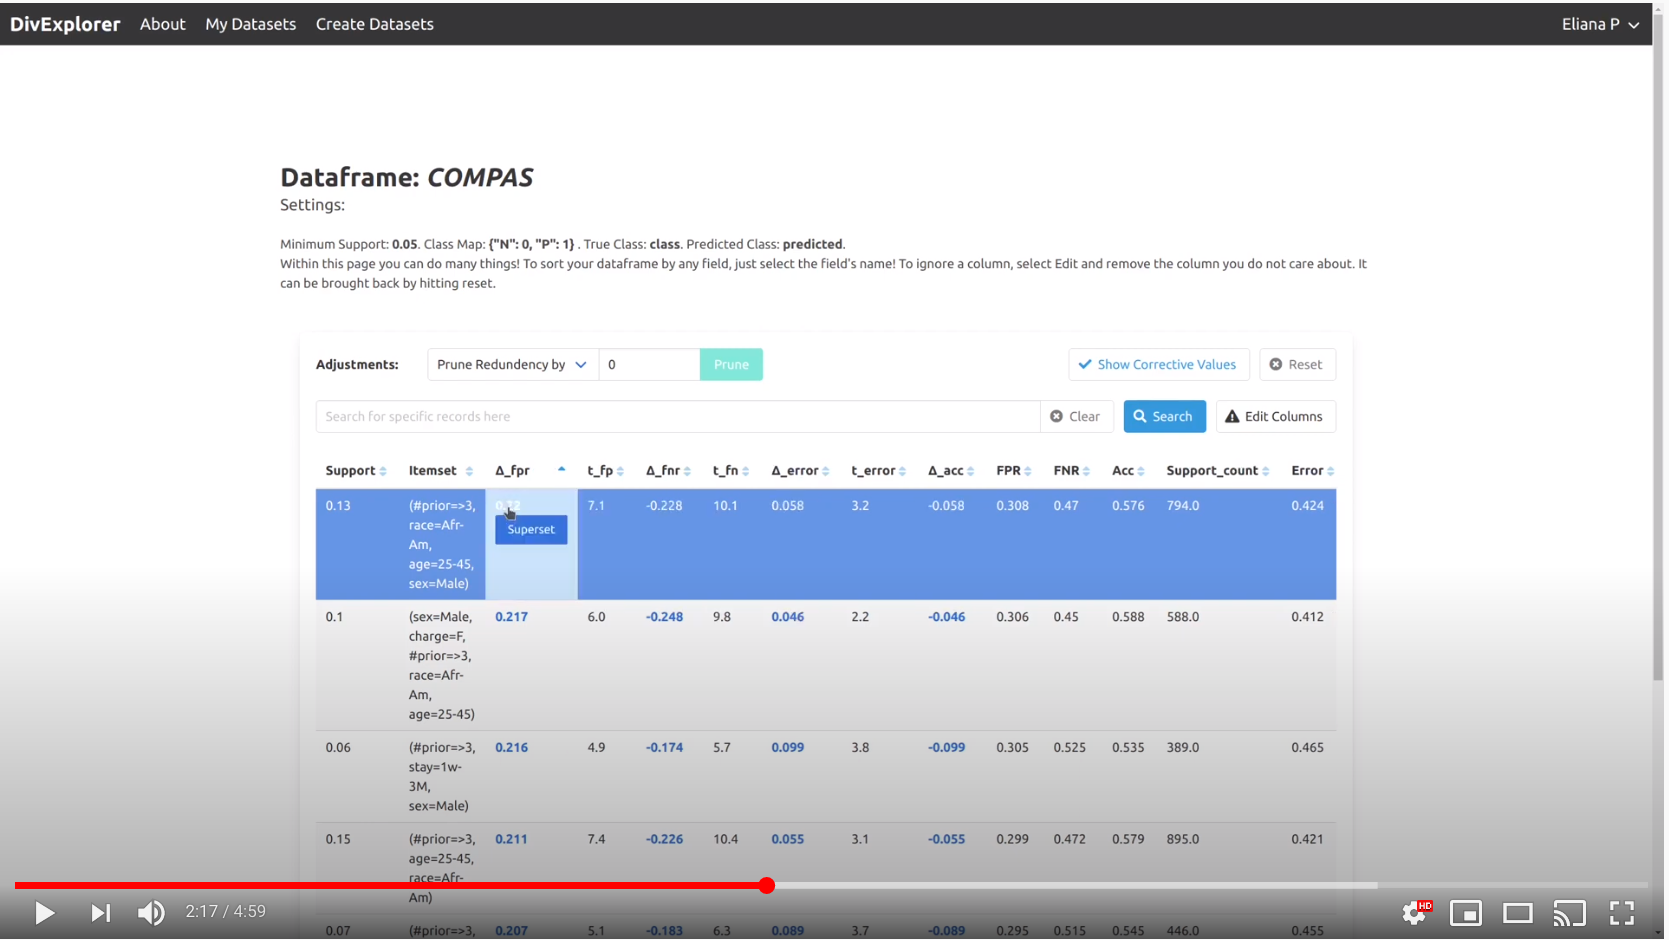 DivExplorer About My Datasets Create Datasets Eliana P
Dataframe: COMPAS
Settings:
Minimum Support: 0.05. Class Map: {"N": 0, "P": 1} . True Class: class. Predicted Class: predicted.
Within this page you can do many things! To sort your dataframe by any field, just select the field's name! To ignore a column, select Edit and remove the column you do not care about. It
can be brought back by hitting reset.
Adjustments: Prune Redundency by 0 Prune Show Corrective Values Reset
Search for specific records here Clear Search Edit Columns
Support Itemset Δ_fpr t_fp Δ_fnr t_fn Δ_error t_error Δ_acc FPR FNR Acc Support_count Error
0.13 (#prior=>3, 7.1 -0.228 10.1 0.058 3.2 -0.058 0.308 0.47 0.576 794.0 0.424
race=Afr- Superset
Am,
age=25-45,
sex=Male)
0.1 (sex=Male, 0.217 6.0 -0.248 9.8 0.046 2.2 -0.046 0.306 0.45 0.588 588.0 0.412
charge=F,
#prior=>3,
race=Afr-
Am,
age=25-45)
0.06 (#prior=>3, 0.216 4.9 -0.174 5.7 0.099 3.8 -0.099 0.305 0.525 0.535 389.0 0.465
stay=1w-
3M,
sex=Male)
0.15 (#prior=>3, 0.211 7.4 -0.226 10.4 0.055 3.1 -0.055 0.299 0.472 0.579 895.0 0.421
age=25-45,
race=Afr-
Am)
0.07 (#prior=>3, 0.207 5.1 -0.183 6.3 0.089 3.7 -0.089 0.295 0.515 0.545 446.0 0.455
2:17 / 4:59 HD